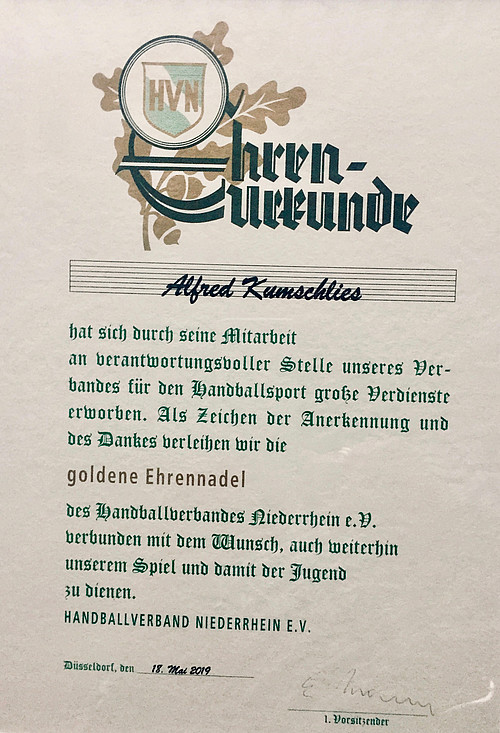 HVN
Ehren-
Urkunde
Alfred Kumschlies
hat sich durch seine Mitarbeit
an verantwortungsvoller Stelle unseres Ver-
bandes für den Handballsport große Verdienste
erworben. Als Zeichen der Anerkennung und
des Dankes verleihen wir die
goldene Ehrennadel
des Handballverbandes Niederrhein e.V.
verbunden mit dem Wunsch, auch weiterhin
unserem Spiel und damit der Jugend
zu dienen.
HANDBALLVERBAND NIEDERRHEIN E.V.
Düsseldorf, den 18. Mai 2019
1. Vorsitzender